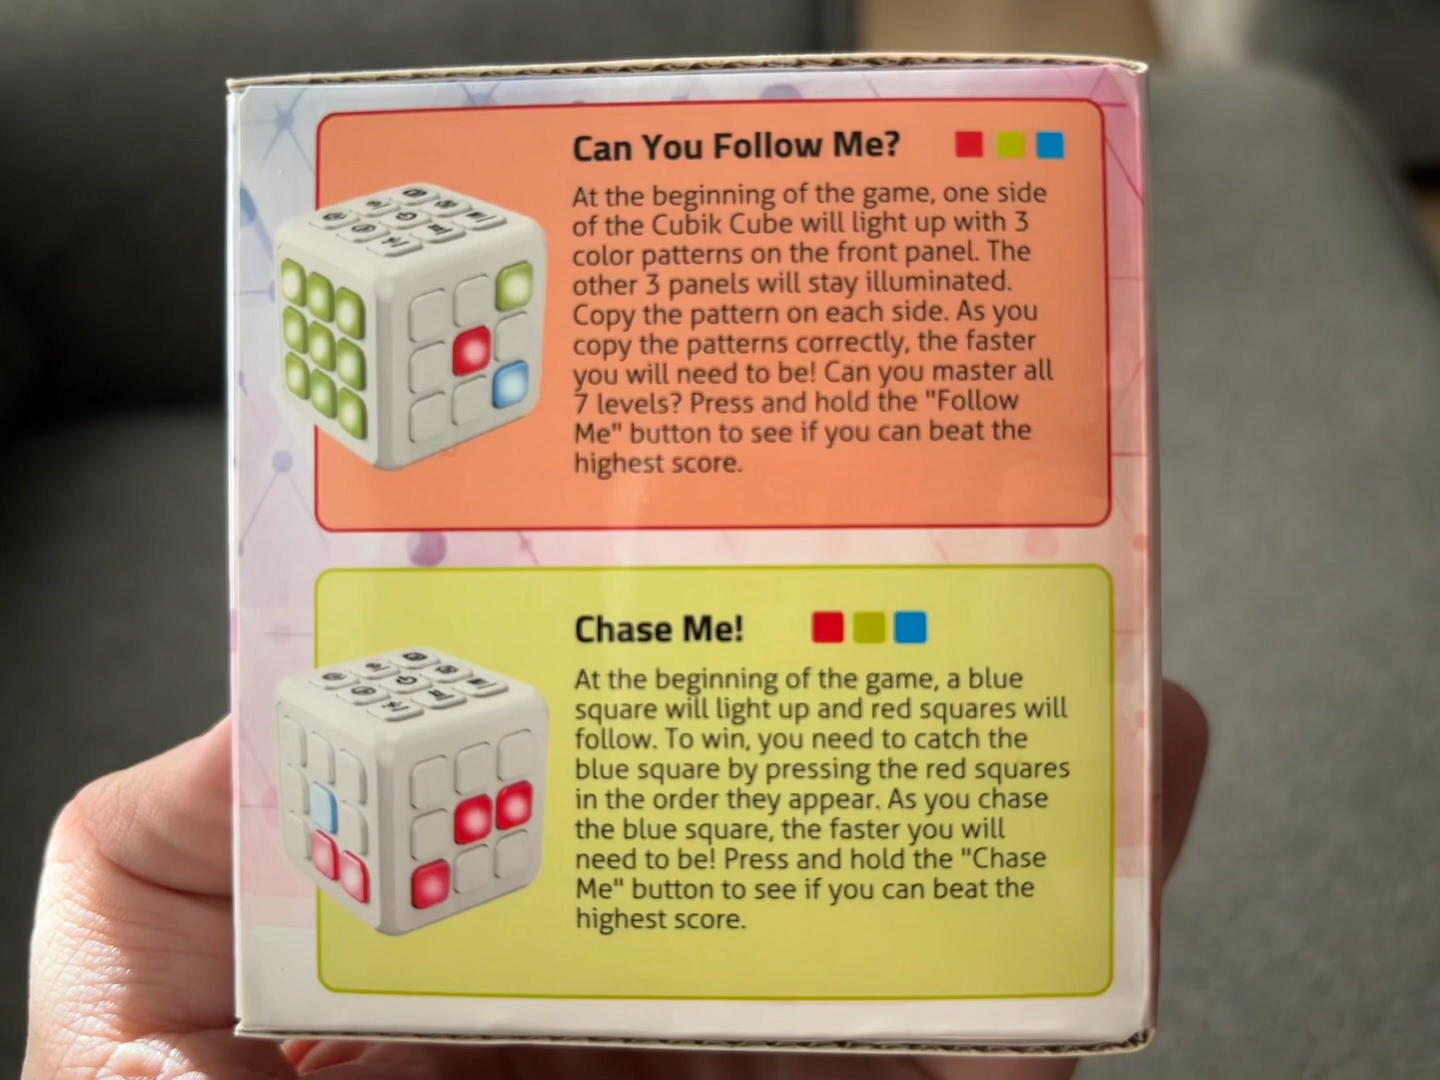 Can You Follow Me?
At the beginning of the game, one side
of the Cubik Cube will light up with 3
color patterns on the front panel. The
other 3 panels will stay illuminated.
Copy the pattern on each side. As you
copy the patterns correctly, the faster
you will need to be! Can you master all
7 levels? Press and hold the "Follow
Me" button to see if you can beat the
highest score.
Chase Me!
At the beginning of the game, a blue
square will light up and red squares will
follow. To win, you need to catch the
blue square by pressing the red squares
in the order they appear. As you chase
the blue square, the faster you will
need to be! Press and hold the "Chase
Me" button to see if you can beat the
highest score.